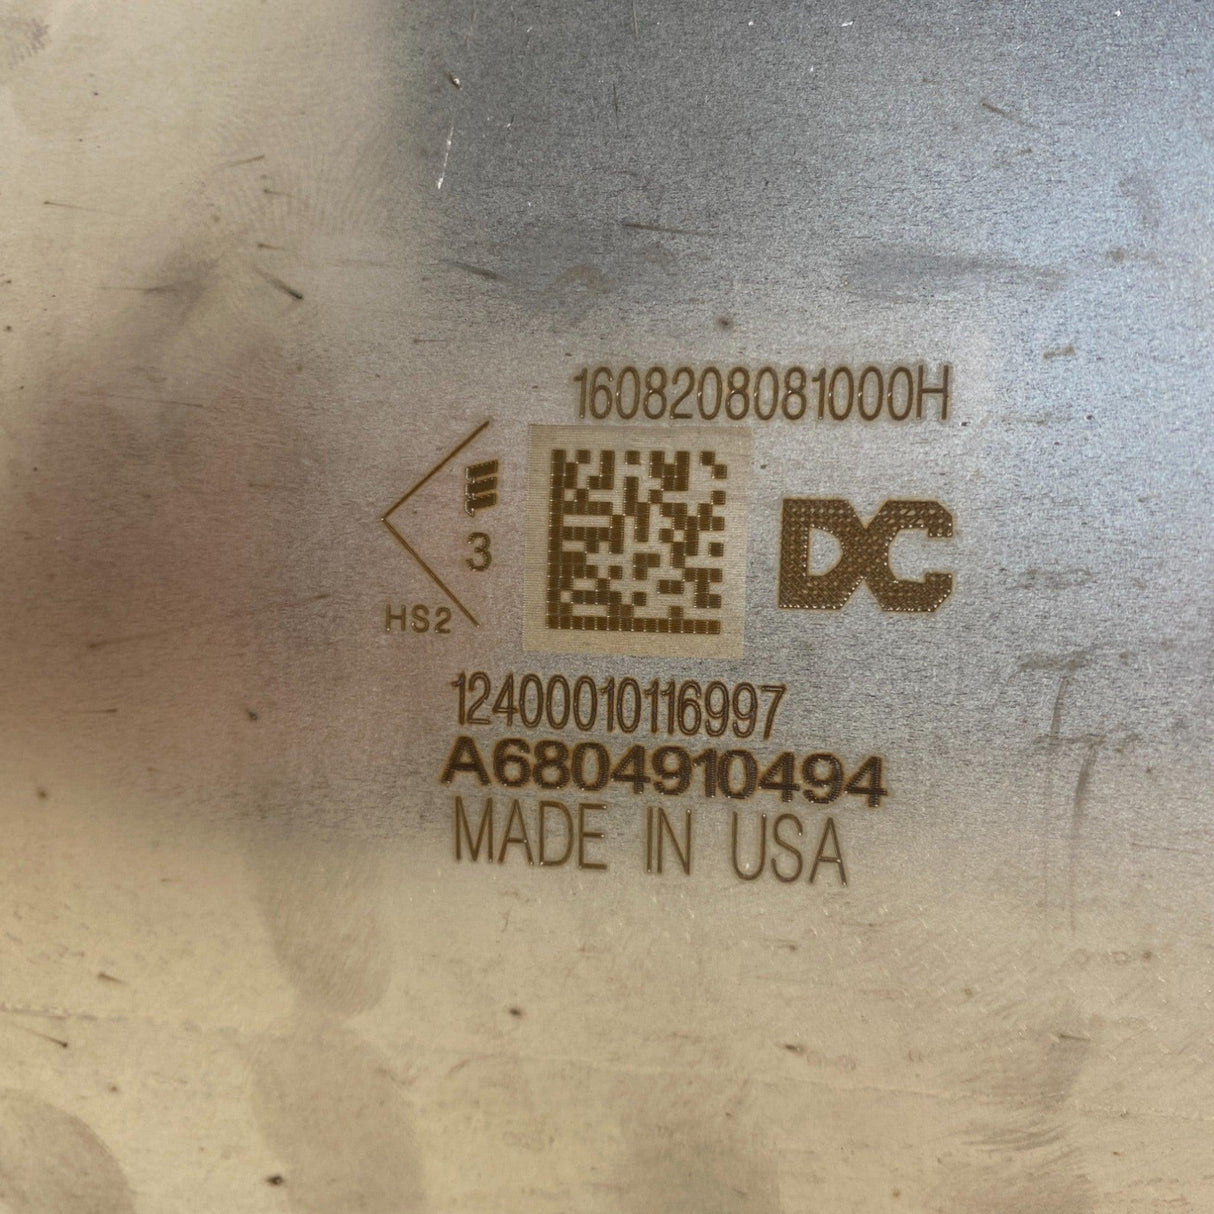 1608208081000H
3
DC
HS2
12400010116997
A6804910494
MADE IN USA